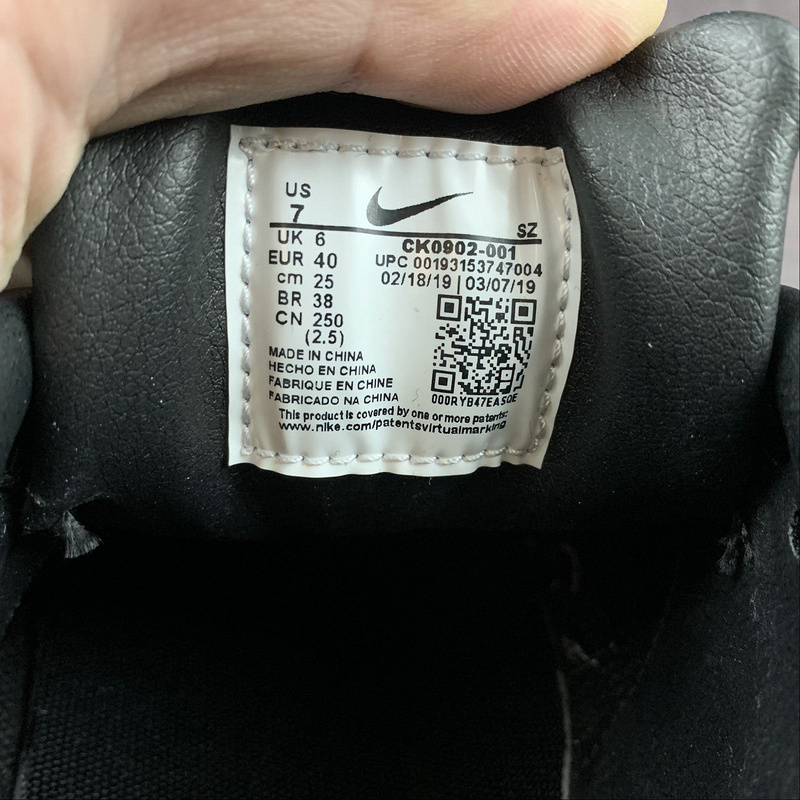 US
7
SZ
UK 6
EUR 40
cm 25
BR 38
CN 250
(2.5)
CK0902-001
UPC 00193153747004
02/18/19 | 03/07/19
000RYB47EASQE
MADE IN CHINA
HECHO EN CHINA
FABRIQUE EN CHINE
FABRICADO NA CHINA
This product is covered by one or more patents:
www.nike.com/patentsvirtualmarking